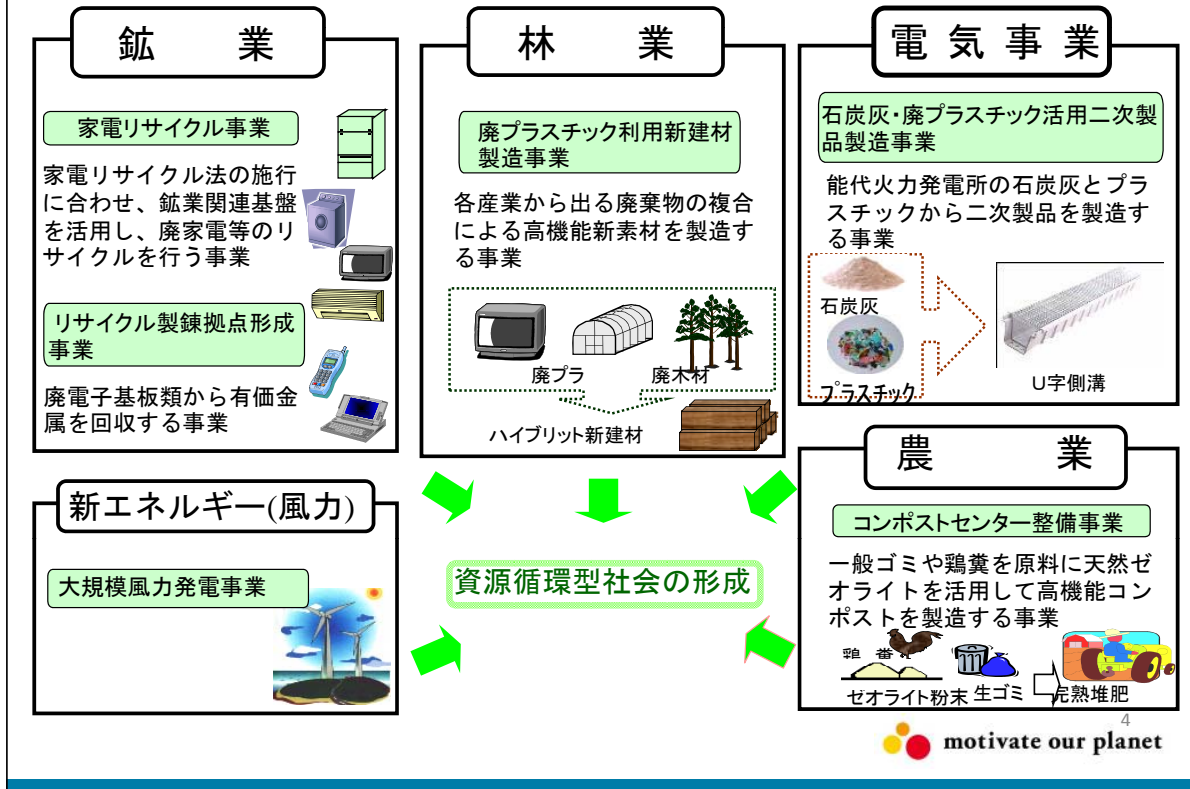 鉱 業
家電リサイクル事業
家電リサイクル法の施行
に合わせ、鉱業関連基盤
を活用し、廃家電等のリ
サイクルを行う事業
リサイクル製錬拠点形成
事業
廃電子基板類から有価金
属を回収する事業
林 業
廃プラスチック利用新建材
製造事業
各産業から出る廃棄物の複合
による高機能新素材を製造す
る事業
廃プラ 廃木材
ハイブリット新建材
電 気 事 業
石炭灰・廃プラスチック活用二次製
品製造事業
能代火力発電所の石炭灰とプラ
スチックから二次製品を製造す
る事業
石炭灰
プラスチック
U字側溝
新エネルギー(風力)
大規模風力発電事業
資源循環型社会の形成
農 業
コンポストセンター整備事業
一般ゴミや鶏糞を原料に天然ゼ
オライトを活用して高機能コン
ポストを製造する事業
鶏 糞
ゼオライト粉末 生ゴミ 完熟堆肥
4
motivate our planet